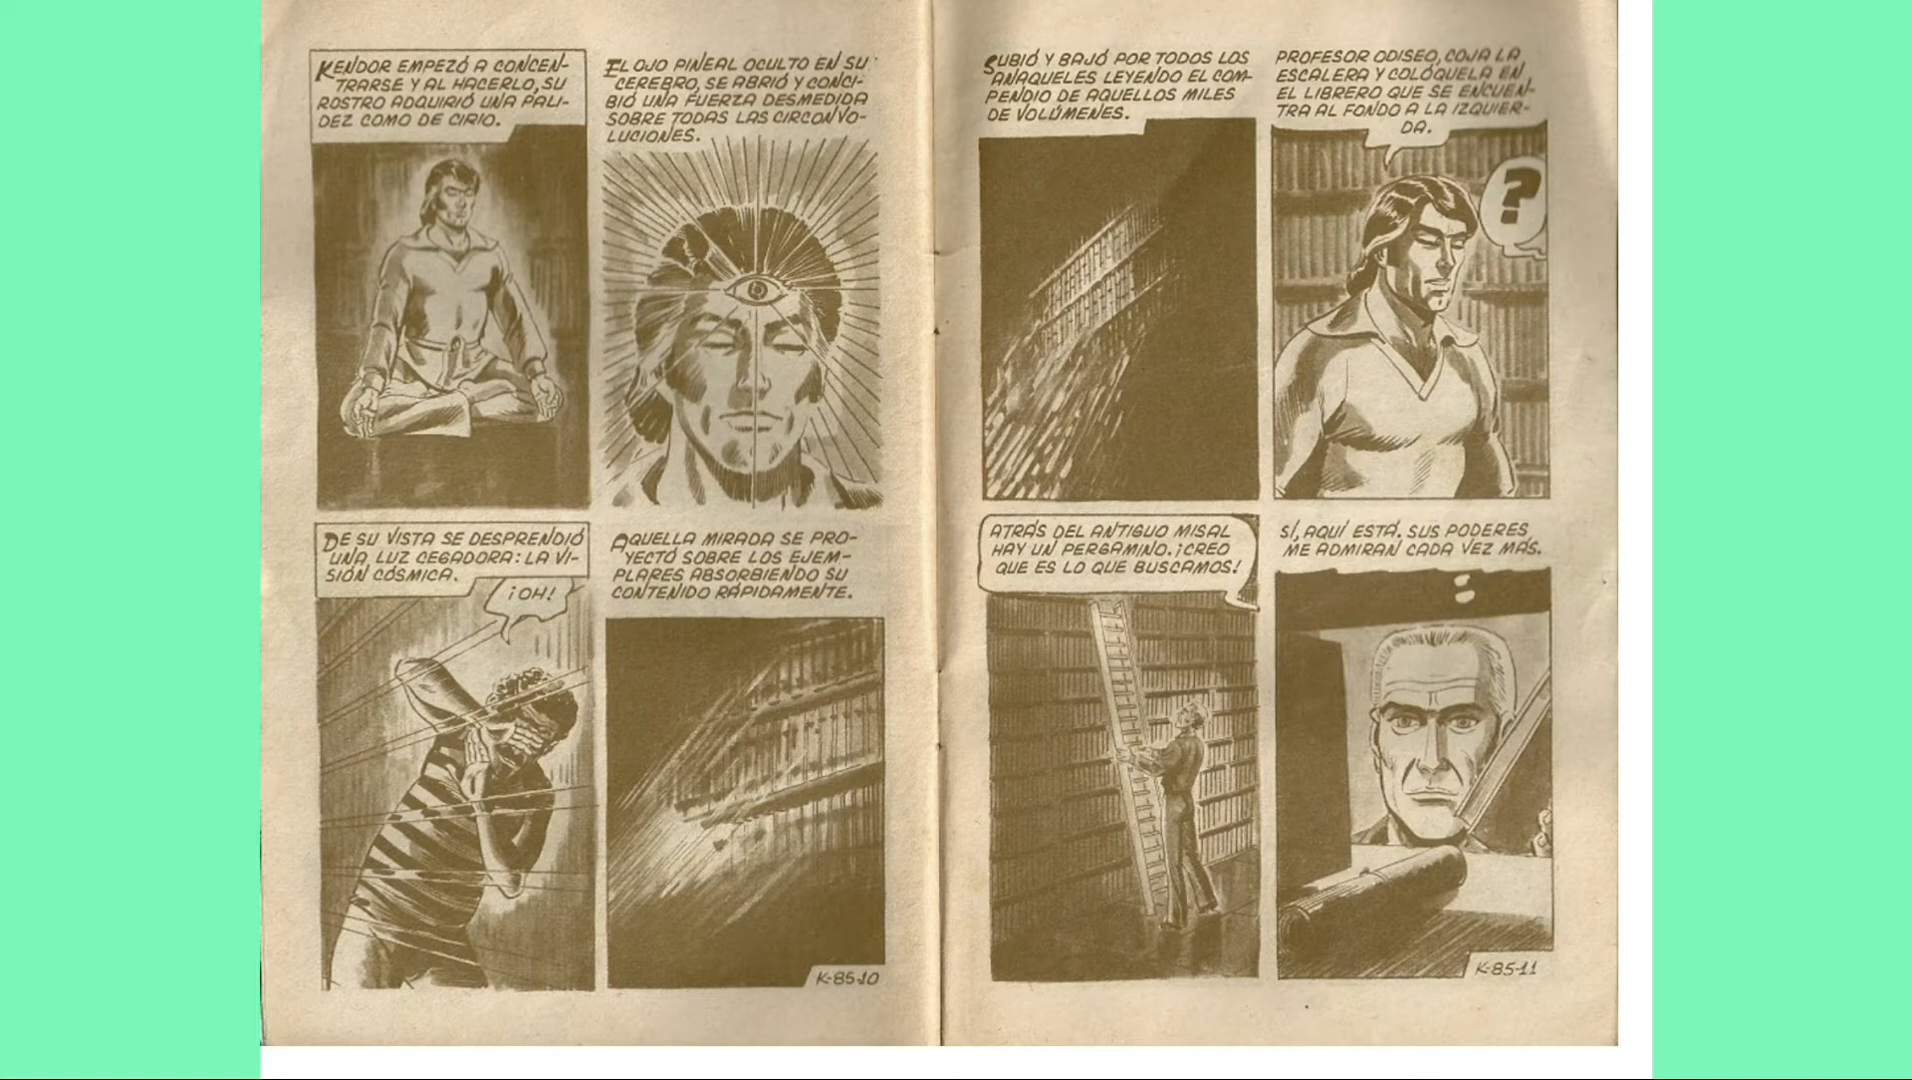 KENDOR EMPEZÓ A CONCEN-
TRARSE Y AL HACERLO, SU
ROSTRO ADQUIRIÓ UNA PALI-
DEZ COMO DE CIRIO.
EL OJO PINEAL OCULTO EN SU
CEREBRO, SE ABRIÓ Y CONCI-
BIÓ UNA FUERZA DESMEDIDA
SOBRE TODAS LAS CIRCONVO-
LUCIONES.
DE SU VISTA SE DESPRENDIÓ
UNA LUZ CEGADORA: LA VI-
SIÓN CÓSMICA.
¡OH!
AQUELLA MIRADA SE PRO-
YECTÓ SOBRE LOS EJEM-
PLARES ABSORBIENDO SU
CONTENIDO RÁPIDAMENTE.
K-85-10
SUBIÓ Y BAJÓ POR TODOS LOS
ANAQUELES LEYENDO EL COM-
PENDIO DE AQUELLOS MILES
DE VOLÚMENES.
PROFESOR ODISEO, COJA LA
ESCALERA Y COLÓQUELA EN
EL LIBRERO QUE SE ENCUEN-
TRA AL FONDO A LA IZQUIER-
DA.
?
ATRÁS DEL ANTIGUO MISAL
HAY UN PERGAMINO. ¡CREO
QUE ES LO QUE BUSCAMOS!
SÍ, AQUÍ ESTÁ. SUS PODERES
ME ADMIRAN CADA VEZ MÁS.
K-85-11